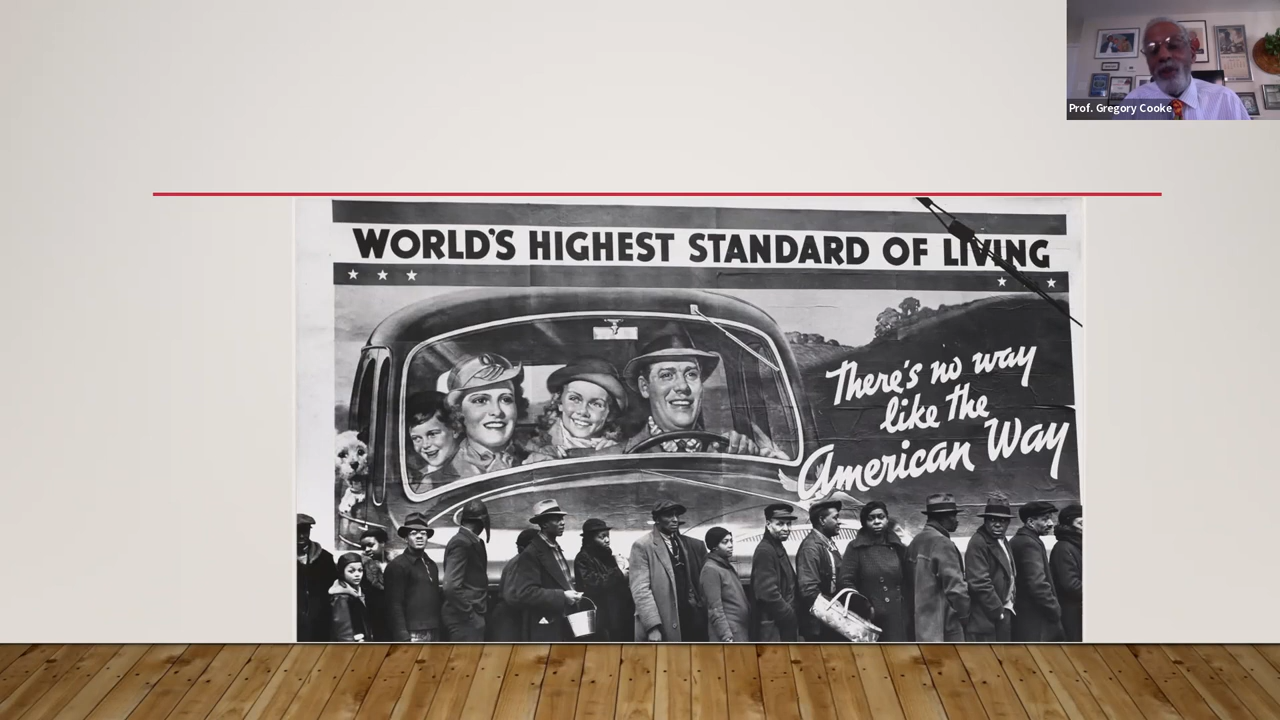 Prof. Gregory Cooke
WORLD'S HIGHEST STANDARD OF LIVING
There's no way
like the
American Way